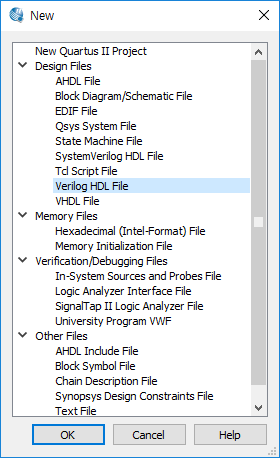 New
New Quartus II Project
Design Files
AHDL File
Block Diagram/Schematic File
EDIF File
Qsys System File
State Machine File
SystemVerilog HDL File
Tcl Script File
Verilog HDL File
VHDL File
Memory Files
Hexadecimal (Intel-Format) File
Memory Initialization File
Verification/Debugging Files
In-System Sources and Probes File
Logic Analyzer Interface File
SignalTap II Logic Analyzer File
University Program VWF
Other Files
AHDL Include File
Block Symbol File
Chain Description File
Synopsys Design Constraints File
Text File
OK Cancel Help